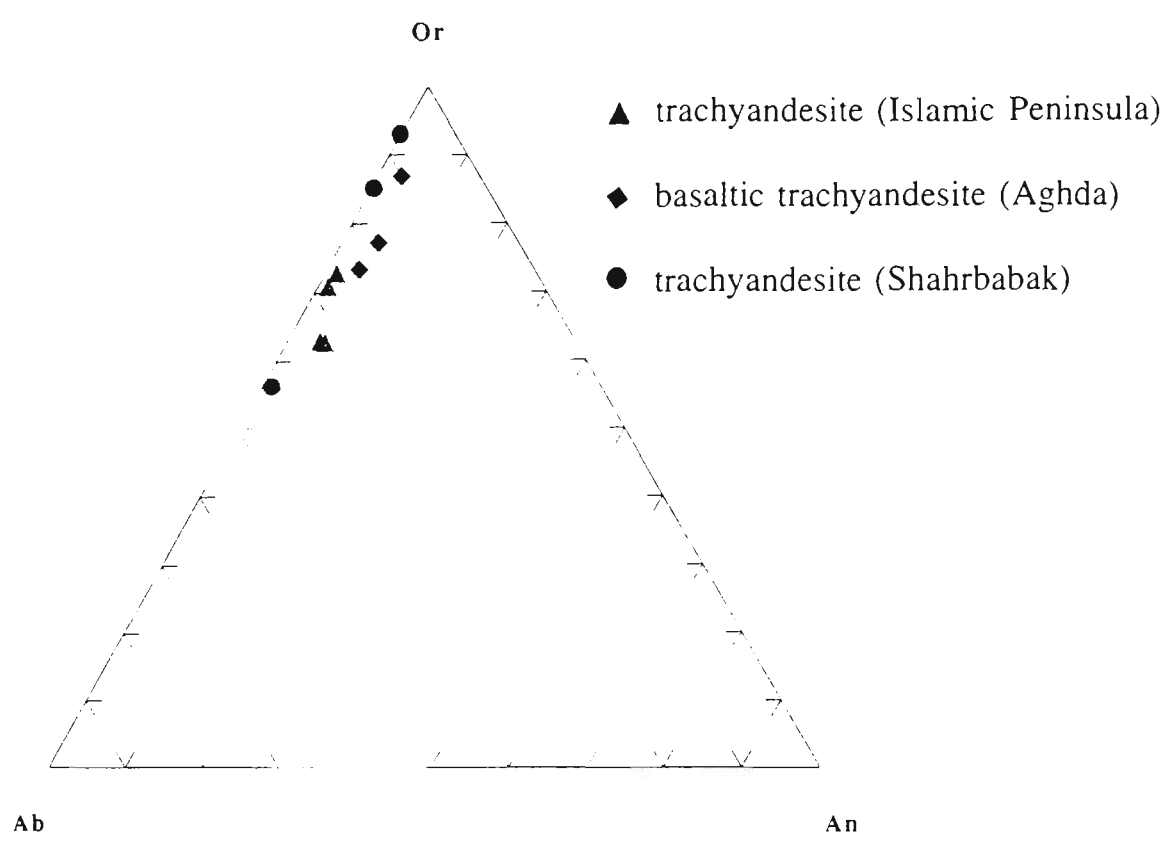 Or
trachyandesite (Islamic Peninsula)
basaltic trachyandesite (Aghda)
trachyandesite (Shahrbabak)
Ab
An